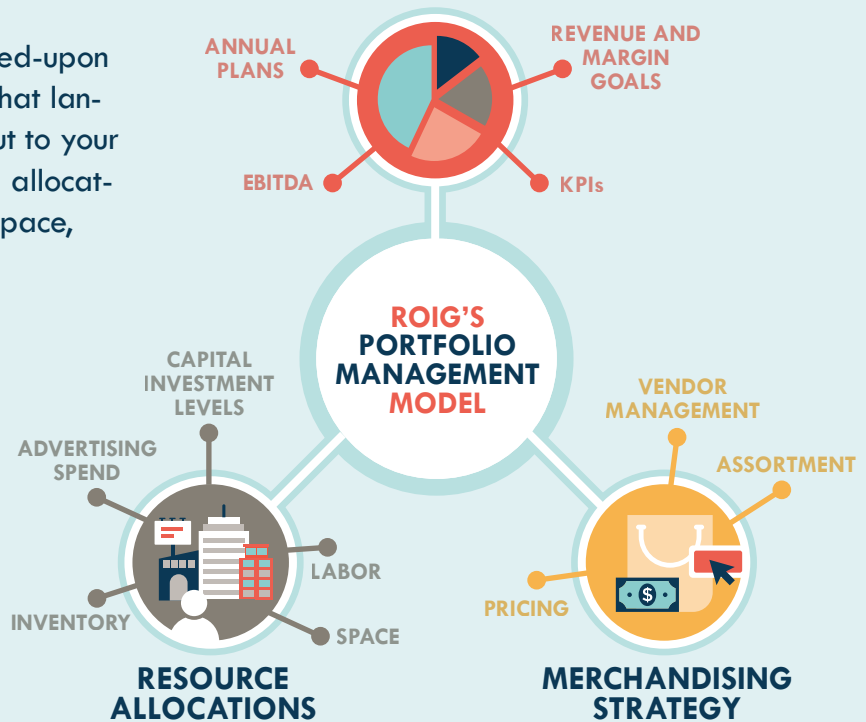 ed-upon
hat lan-
ut to your
allocat-
pace,
ANNUAL
PLANS
REVENUE AND
MARGIN
GOALS
EBITDA
KPIs
ROIG’S
PORTFOLIO
MANAGEMENT
MODEL
CAPITAL
INVESTMENT
LEVELS
ADVERTISING
SPEND
INVENTORY
LABOR
SPACE
RESOURCE
ALLOCATIONS
VENDOR
MANAGEMENT
ASSORTMENT
PRICING
$
MERCHANDISING
STRATEGY